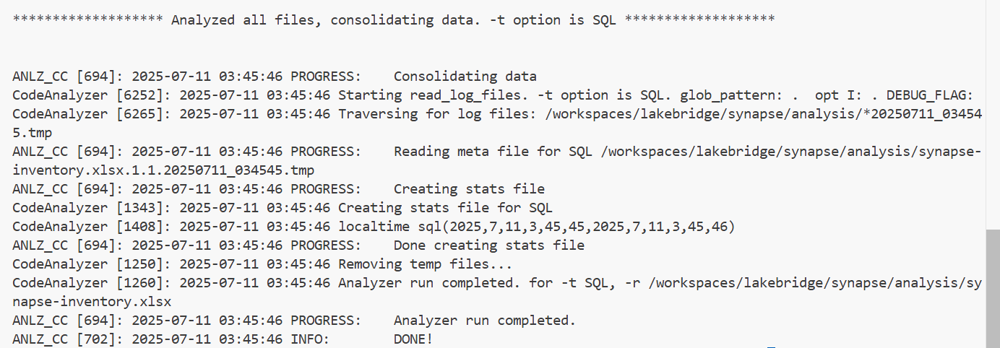 ******************* Analyzed all files, consolidating data. -t option is SQL *******************
ANLZ_CC [694]: 2025-07-11 03:45:46 PROGRESS:    Consolidating data
CodeAnalyzer [6252]: 2025-07-11 03:45:46 Starting read_log_files. -t option is SQL. glob_pattern: .  opt I: . DEBUG_FLAG:
CodeAnalyzer [6265]: 2025-07-11 03:45:46 Traversing for log files: /workspaces/lakebridge/synapse/analysis/*20250711_03454
5.tmp
ANLZ_CC [694]: 2025-07-11 03:45:46 PROGRESS:    Reading meta file for SQL /workspaces/lakebridge/synapse/analysis/synapse-
inventory.xlsx.1.1.20250711_034545.tmp
ANLZ_CC [694]: 2025-07-11 03:45:46 PROGRESS:    Creating stats file
CodeAnalyzer [1343]: 2025-07-11 03:45:46 Creating stats file for SQL
CodeAnalyzer [1408]: 2025-07-11 03:45:46 localtime sql(2025,7,11,3,45,45,2025,7,11,3,45,46)
ANLZ_CC [694]: 2025-07-11 03:45:46 PROGRESS:    Done creating stats file
CodeAnalyzer [1250]: 2025-07-11 03:45:46 Removing temp files...
CodeAnalyzer [1260]: 2025-07-11 03:45:46 Analyzer run completed. for -t SQL, -r /workspaces/lakebridge/synapse/analysis/sy
napse-inventory.xlsx
ANLZ_CC [694]: 2025-07-11 03:45:46 PROGRESS:    Analyzer run completed.
ANLZ_CC [702]: 2025-07-11 03:45:46 INFO:        DONE!